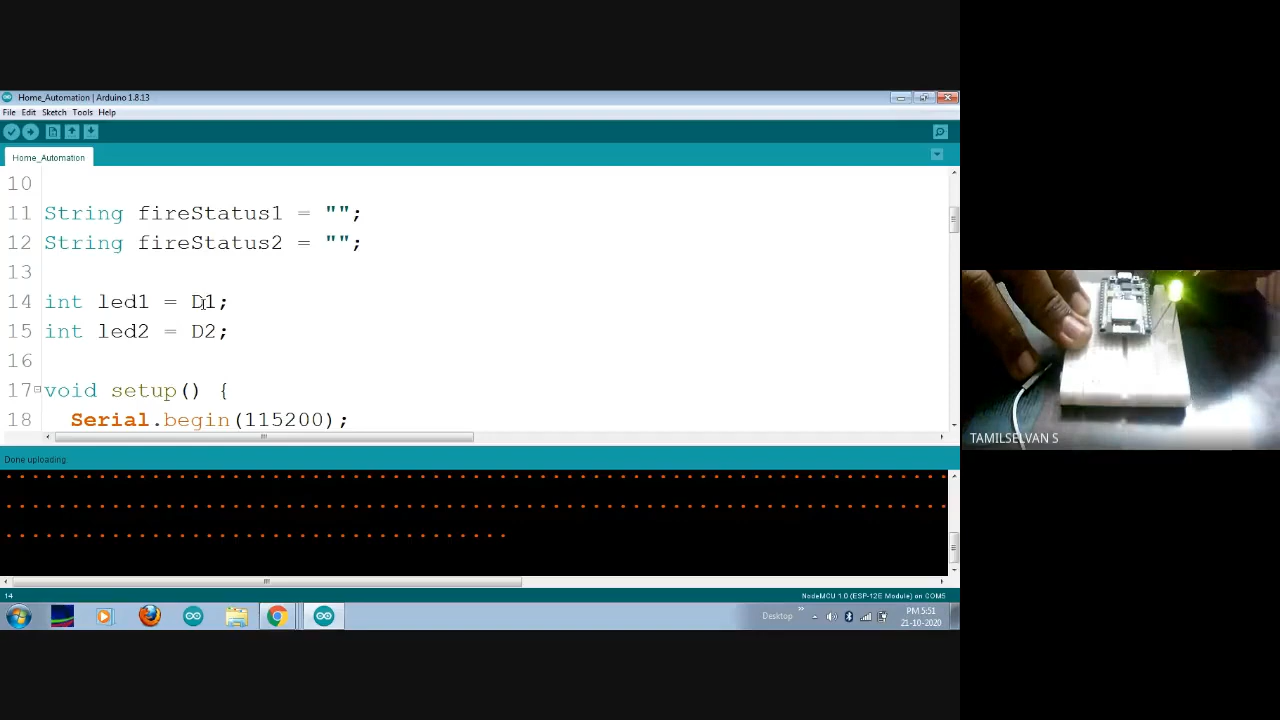 Home_Automation | Arduino 1.8.13
File Edit Sketch Tools Help
Home_Automation
10
11 String fireStatus1 = "";
12 String fireStatus2 = "";
13
14 int led1 = D1;
15 int led2 = D2;
16
17 void setup() {
18 Serial.begin(115200);
Done uploading.
14
NodeMCU 1.0 (ESP-12E Module) on COM5
Desktop
PM 5:51
21-10-2020
TAMILSELVAN S